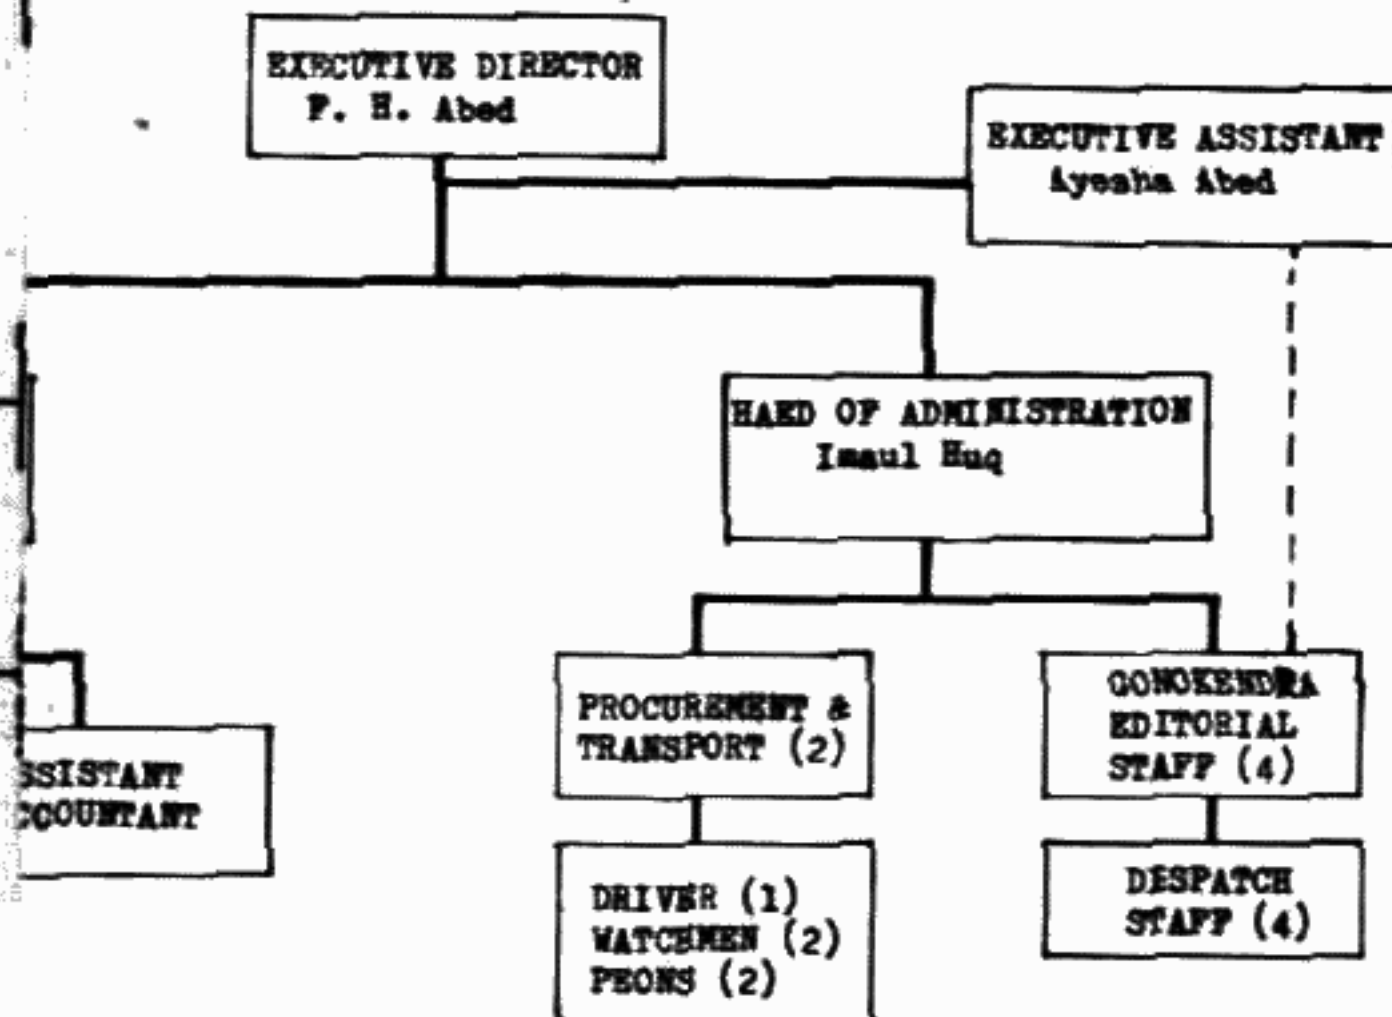 EXECUTIVE DIRECTOR
F. H. Abed
EXECUTIVE ASSISTANT
Ayesha Abed
HAED OF ADMINISTRATION
Imaul Huq
PROCUREMENT &
TRANSPORT (2)
GONOKENDRA
EDITORIAL
STAFF (4)
SSISTANT
CCOUNTANT
DRIVER (1)
WATCHMEN (2)
PEONS (2)
DESPATCH
STAFF (4)